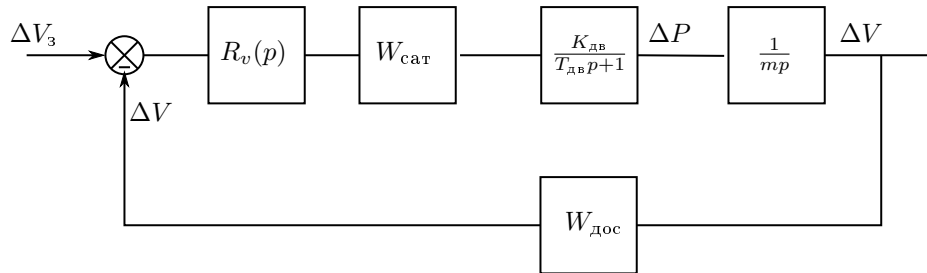 ΔV_з
R_v(p)
W_сат
K_дв / T_дв p+1
ΔP
1 / mp
ΔV
ΔV
W_дос